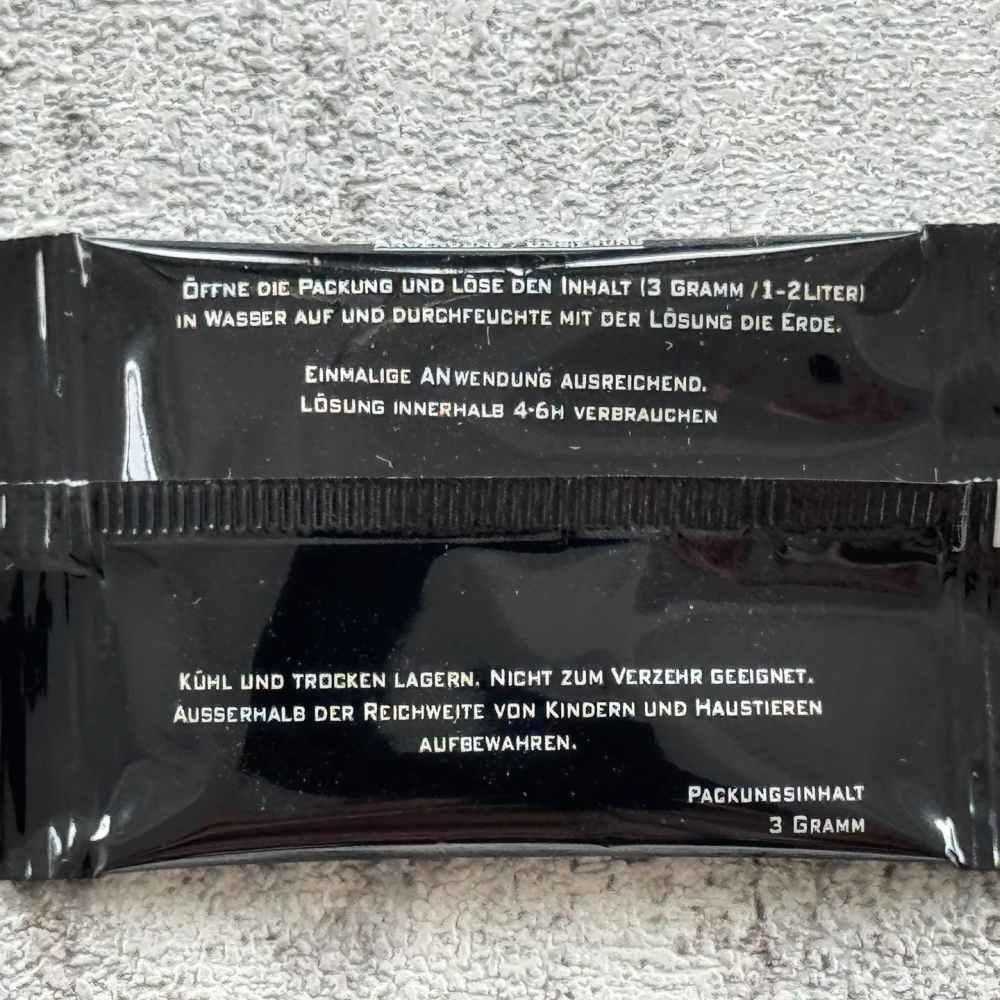 ÖFFNE DIE PACKUNG UND LÖSE DEN INHALT (3 GRAMM /1-2LITER)
IN WASSER AUF UND DURCHFEUCHTE MIT DER LÖSUNG DIE ERDE.
EINMALIGE ANWENDUNG AUSREICHEND.
LÖSUNG INNERHALB 4-6H VERBRAUCHEN
KÜHL UND TROCKEN LAGERN. NICHT ZUM VERZEHR GEEIGNET.
AUSSERHALB DER REICHWEITE VON KINDERN UND HAUSTIEREN
AUFBEWAHREN.
PACKUNGSINHALT
3 GRAMM